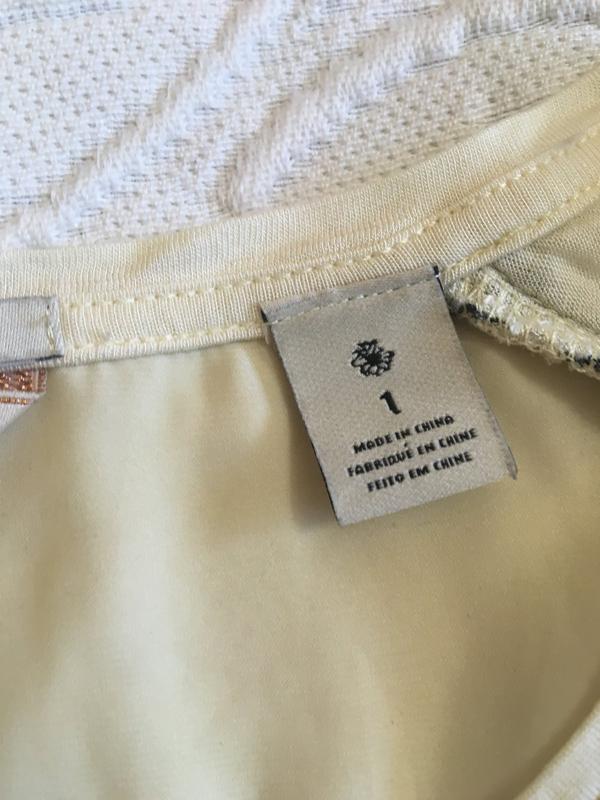 1
MADE IN CHINA
FABRIQUÉ EN CHINE
FEITO EM CHINE